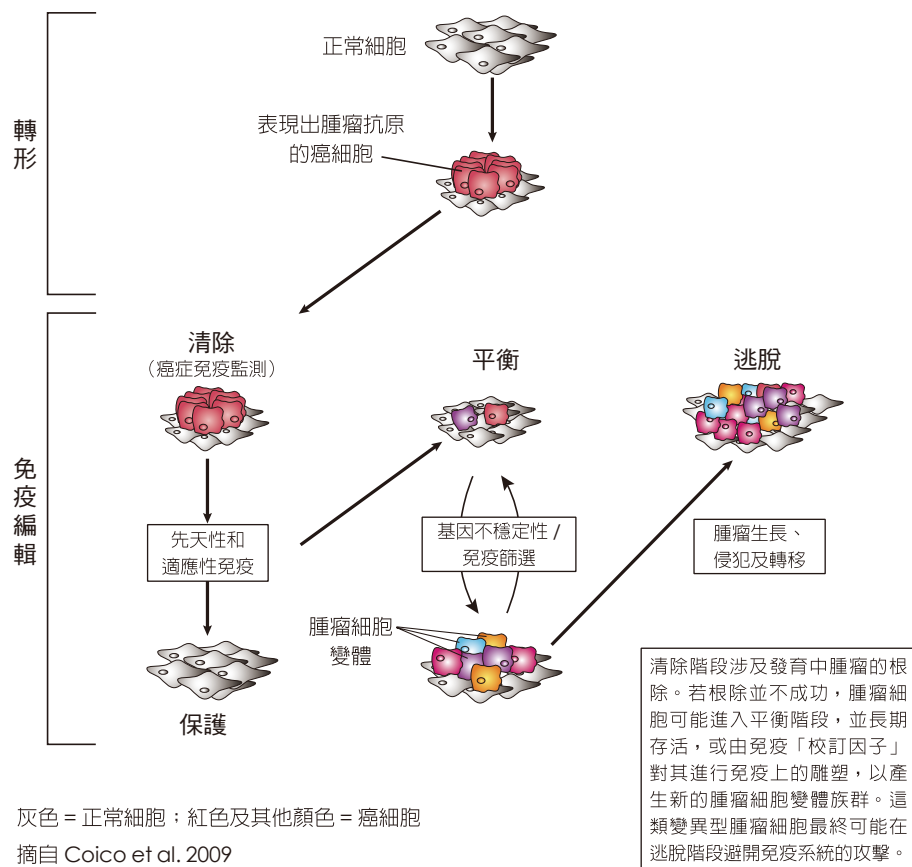 正常細胞
轉形
表現出腫瘤抗原
的癌細胞
清除
（癌症免疫監測）
平衡
逃脫
免疫編輯
先天性和
適應性免疫
基因不穩定性 /
免疫篩選
腫瘤生長、
侵犯及轉移
腫瘤細胞
變體
保護
清除階段涉及發育中腫瘤的根
除。若根除並不成功，腫瘤細
胞可能進入平衡階段，並長期
存活，或由免疫「校訂因子」
對其進行免疫上的雕塑，以產
生新的腫瘤細胞變體族群。這
類變異型腫瘤細胞最終可能在
逃脫階段避開免疫系統的攻擊。
灰色 = 正常細胞；紅色及其他顏色 = 癌細胞
摘自 Coico et al. 2009